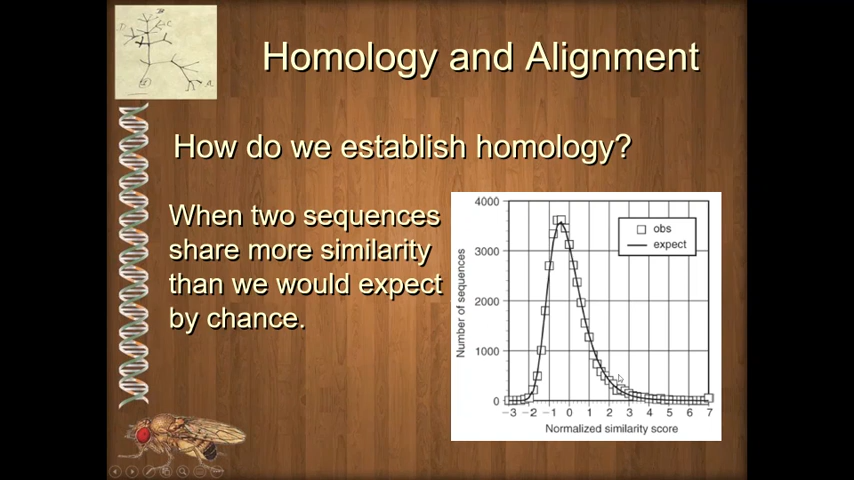 Homology and Alignment
How do we establish homology?
When two sequences
share more similarity
than we would expect
by chance.
4000
3000
2000
1000
0
Number of sequences
obs
expect
−3 −2 −1 0 1 2 3 4 5 6 7
Normalized similarity score